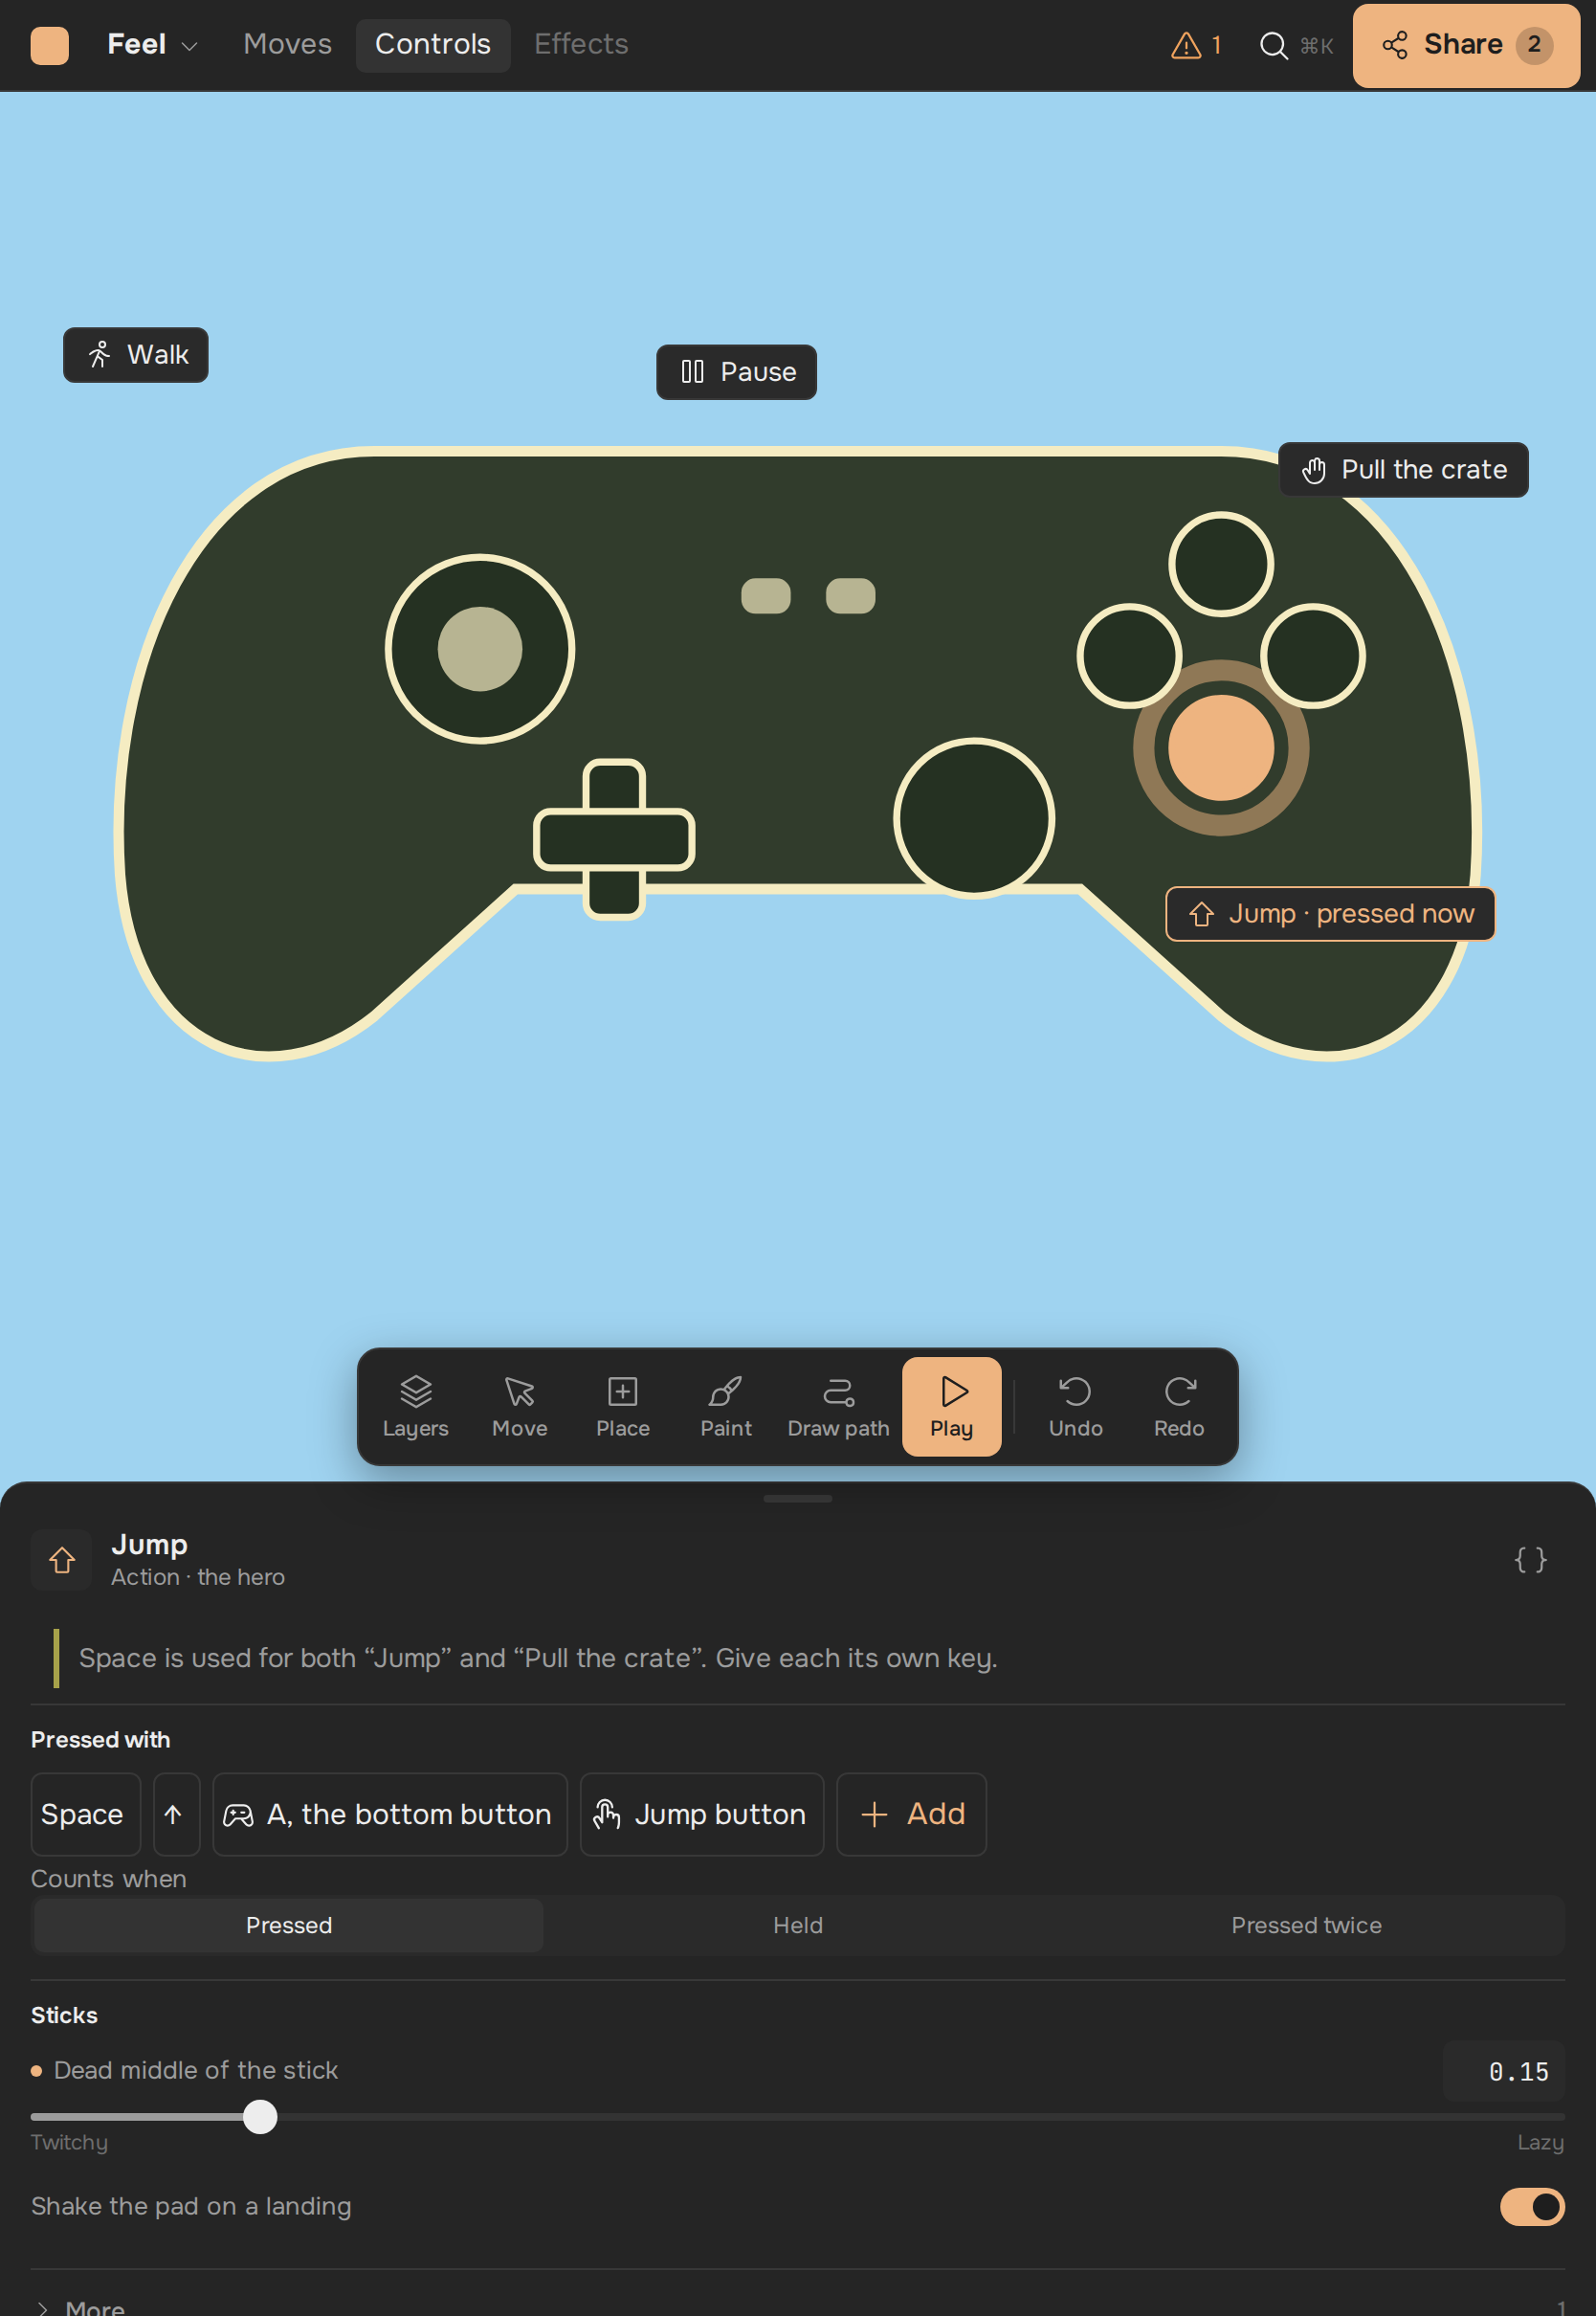 Feel Moves Controls Effects 1 ⌘K Share 2
Walk
Pause
Pull the crate
Jump · pressed now
Layers Move Place Paint Draw path Play Undo Redo
Jump
Action · the hero
{ }
Space is used for both “Jump” and “Pull the crate”. Give each its own key.
Pressed with
Space ↑ A, the bottom button Jump button + Add
Counts when
Pressed Held Pressed twice
Sticks
Dead middle of the stick 0.15
Twitchy Lazy
Shake the pad on a landing
More 1